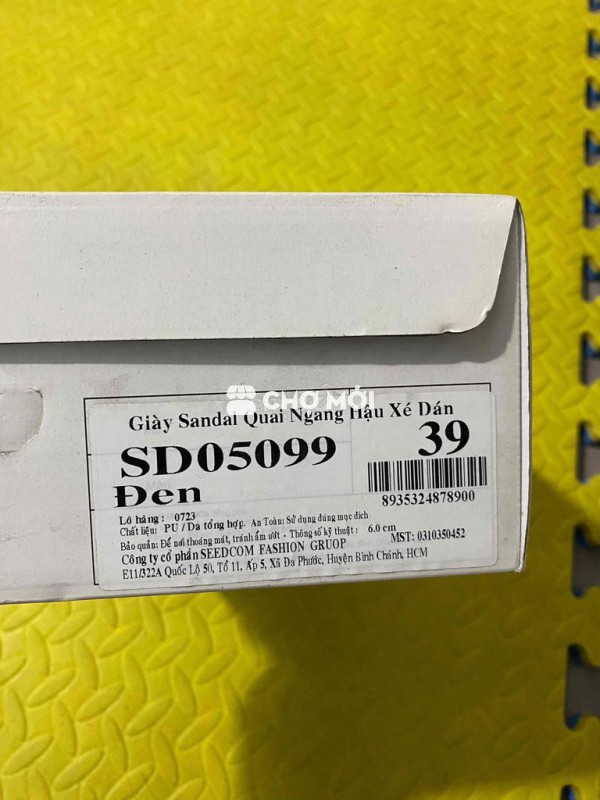 CHỢ MỚI
Giày Sandal Quai Ngang Hậu Xé Dán
SD05099
39
Đen
8935324878900
Lô hàng : 0723
Chất liệu: PU / Da tổng hợp. An Toàn: Sử dụng đúng mục đích
Bảo quản: Để nơi thoáng mát, tránh ẩm ướt - Thông số kỹ thuật : 6.0 cm
Công ty cổ phần SEEDCOM FASHION GRUOP MST: 0310350452
E11/322A Quốc Lộ 50, Tổ 11, Ấp 5, Xã Đa Phước, Huyện Bình Chánh, HCM